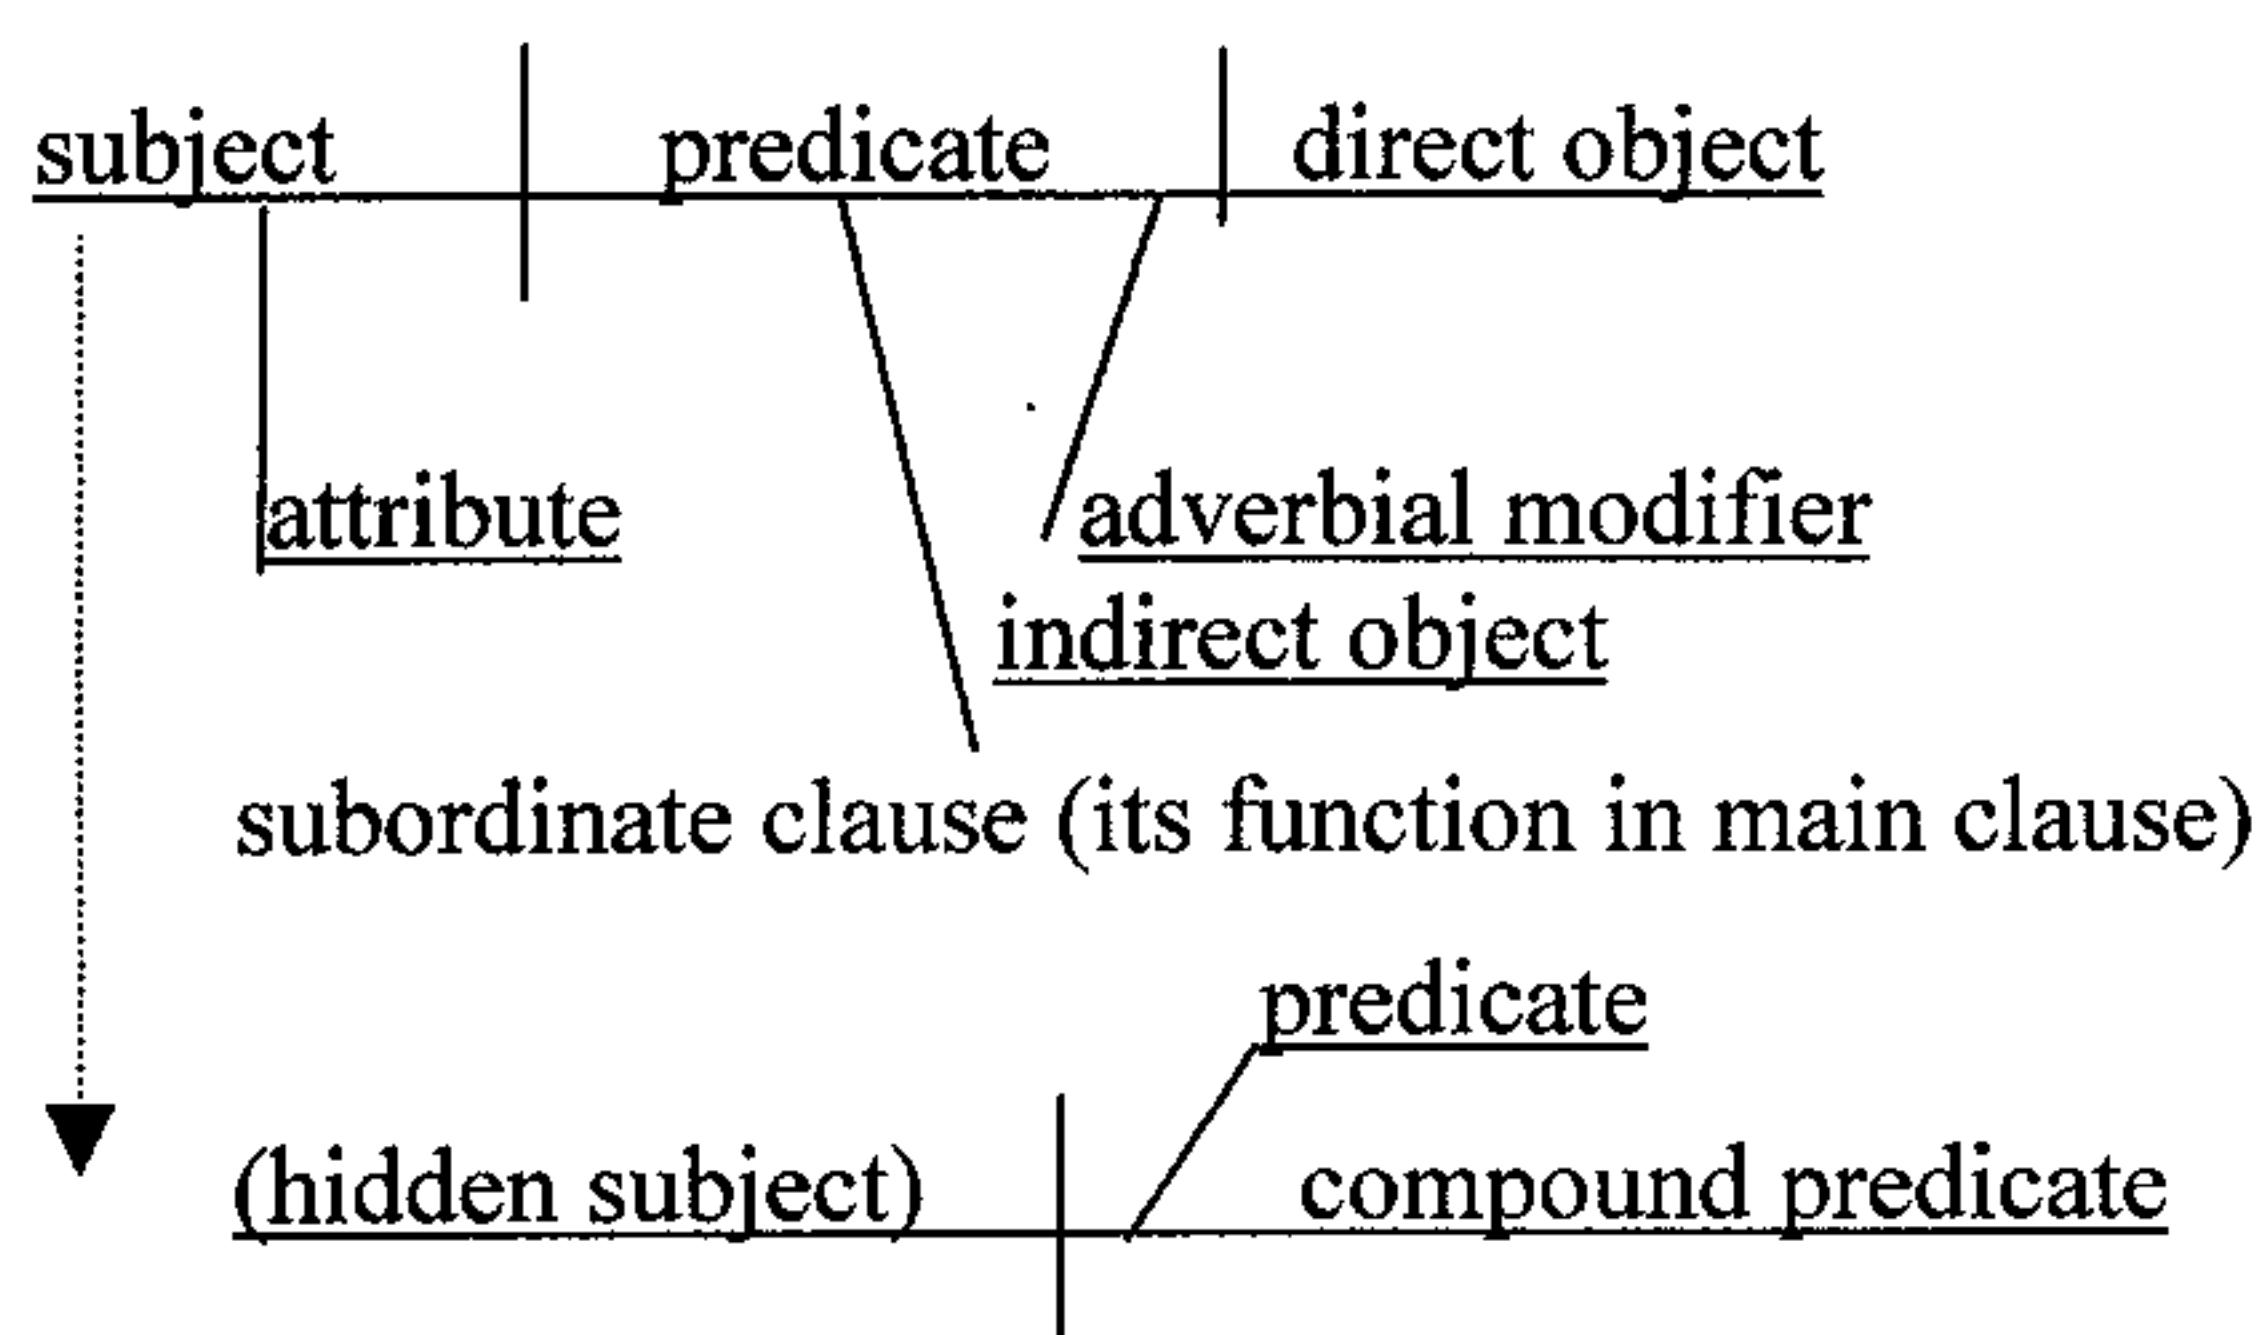 subject predicate direct object
attribute adverbial modifier
indirect object
subordinate clause (its function in main clause)
predicate
(hidden subject) compound predicate